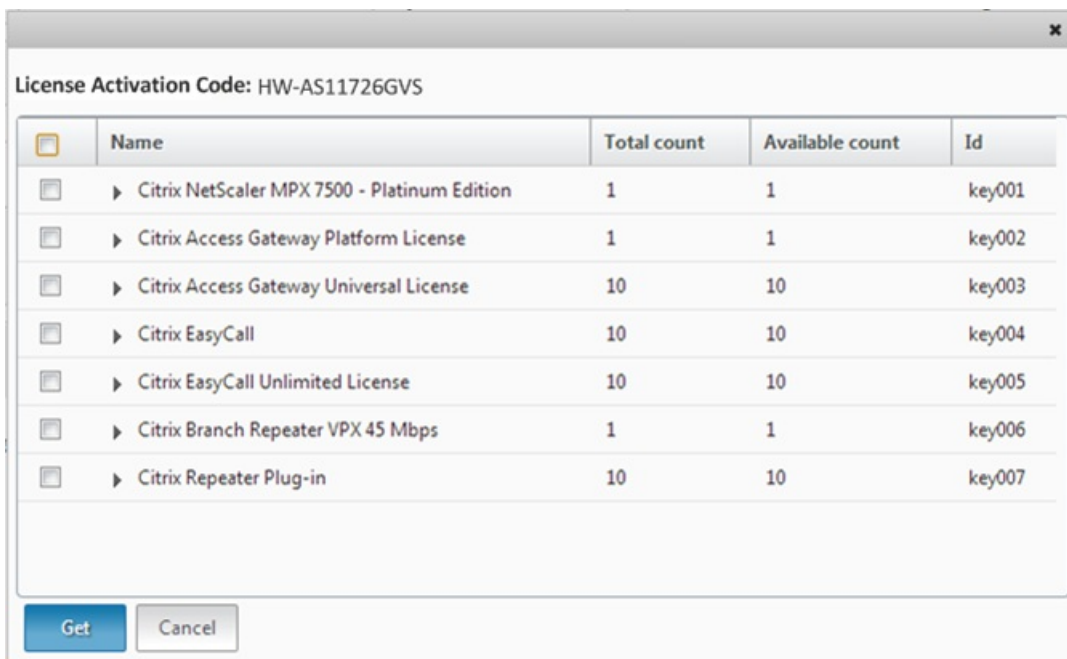 License Activation Code: HW-AS11726GVS
Name Total count Available count Id
Citrix NetScaler MPX 7500 - Platinum Edition 1 1 key001
Citrix Access Gateway Platform License 1 1 key002
Citrix Access Gateway Universal License 10 10 key003
Citrix EasyCall 10 10 key004
Citrix EasyCall Unlimited License 10 10 key005
Citrix Branch Repeater VPX 45 Mbps 1 1 key006
Citrix Repeater Plug-in 10 10 key007
Get Cancel